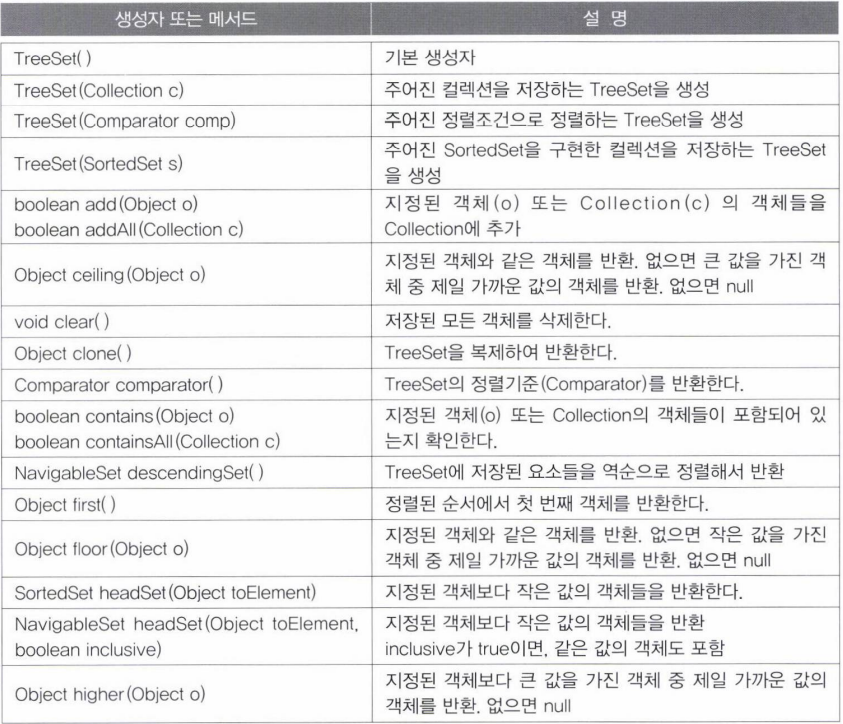 생성자 또는 메서드
설 명
TreeSet( )
기본 생성자
TreeSet(Collection c)
주어진 컬렉션을 저장하는 TreeSet을 생성
TreeSet(Comparator comp)
주어진 정렬조건으로 정렬하는 TreeSet을 생성
TreeSet(SortedSet s)
주어진 SortedSet을 구현한 컬렉션을 저장하는 TreeSet
을 생성
boolean add(Object o)
boolean addAll(Collection c)
지정된 객체(o) 또는 Collection(c) 의 객체들을
Collection에 추가
Object ceiling(Object o)
지정된 객체와 같은 객체를 반환. 없으면 큰 값을 가진 객
체 중 제일 가까운 값의 객체를 반환. 없으면 null
void clear( )
저장된 모든 객체를 삭제한다.
Object clone( )
TreeSet을 복제하여 반환한다.
Comparator comparator( )
TreeSet의 정렬기준(Comparator)를 반환한다.
boolean contains(Object o)
boolean containsAll(Collection c)
지정된 객체(o) 또는 Collection의 객체들이 포함되어 있
는지 확인한다.
NavigableSet descendingSet( )
TreeSet에 저장된 요소들을 역순으로 정렬해서 반환
Object first( )
정렬된 순서에서 첫 번째 객체를 반환한다.
Object floor(Object o)
지정된 객체와 같은 객체를 반환. 없으면 작은 값을 가진
객체 중 제일 가까운 값의 객체를 반환. 없으면 null
SortedSet headSet(Object toElement)
지정된 객체보다 작은 값의 객체들을 반환한다.
NavigableSet headSet(Object toElement,
boolean inclusive)
지정된 객체보다 작은 값의 객체들을 반환
inclusive가 true이면, 같은 값의 객체도 포함
Object higher(Object o)
지정된 객체보다 큰 값을 가진 객체 중 제일 가까운 값의
객체를 반환. 없으면 null